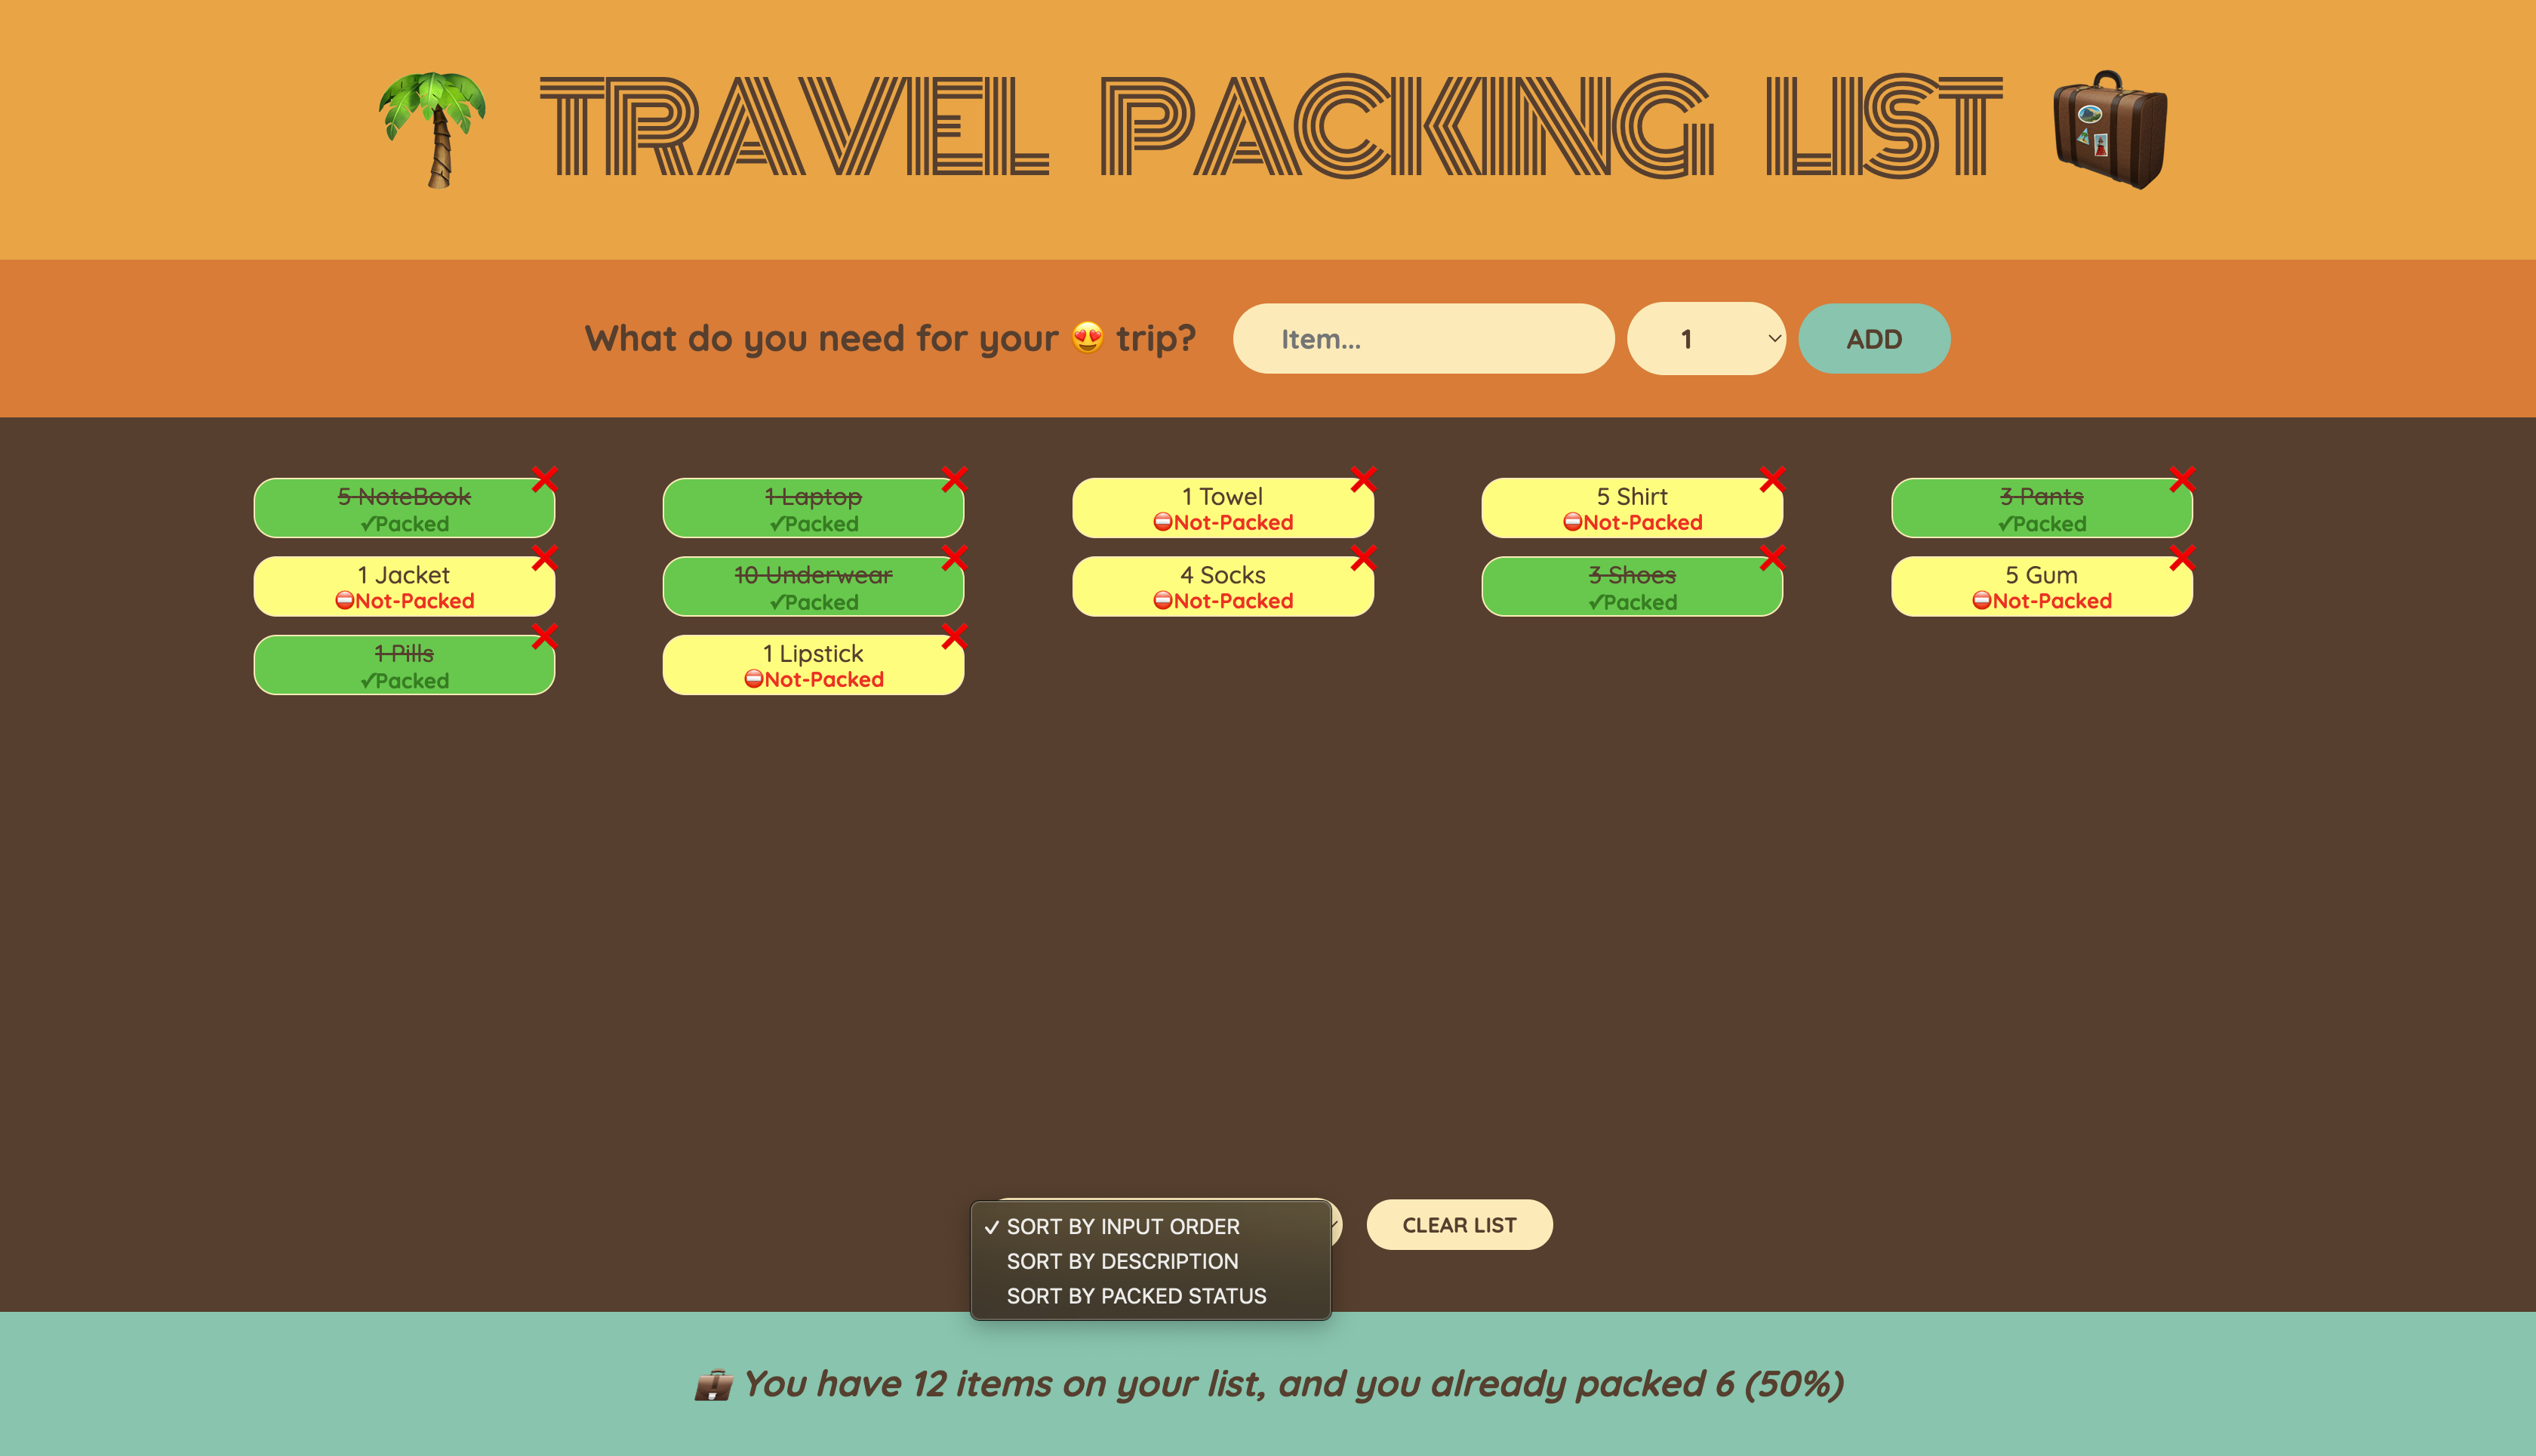 TRAVEL PACKING LIST
What do you need for your 😍 trip? Item... 1 ADD
5 NoteBook
✓Packed
1 Laptop
✓Packed
1 Towel
⛔Not-Packed
5 Shirt
⛔Not-Packed
3 Pants
✓Packed
1 Jacket
⛔Not-Packed
10 Underwear
✓Packed
4 Socks
⛔Not-Packed
3 Shoes
✓Packed
5 Gum
⛔Not-Packed
1 Pills
✓Packed
1 Lipstick
⛔Not-Packed
✓ SORT BY INPUT ORDER
SORT BY DESCRIPTION
SORT BY PACKED STATUS
CLEAR LIST
💼 You have 12 items on your list, and you already packed 6 (50%)